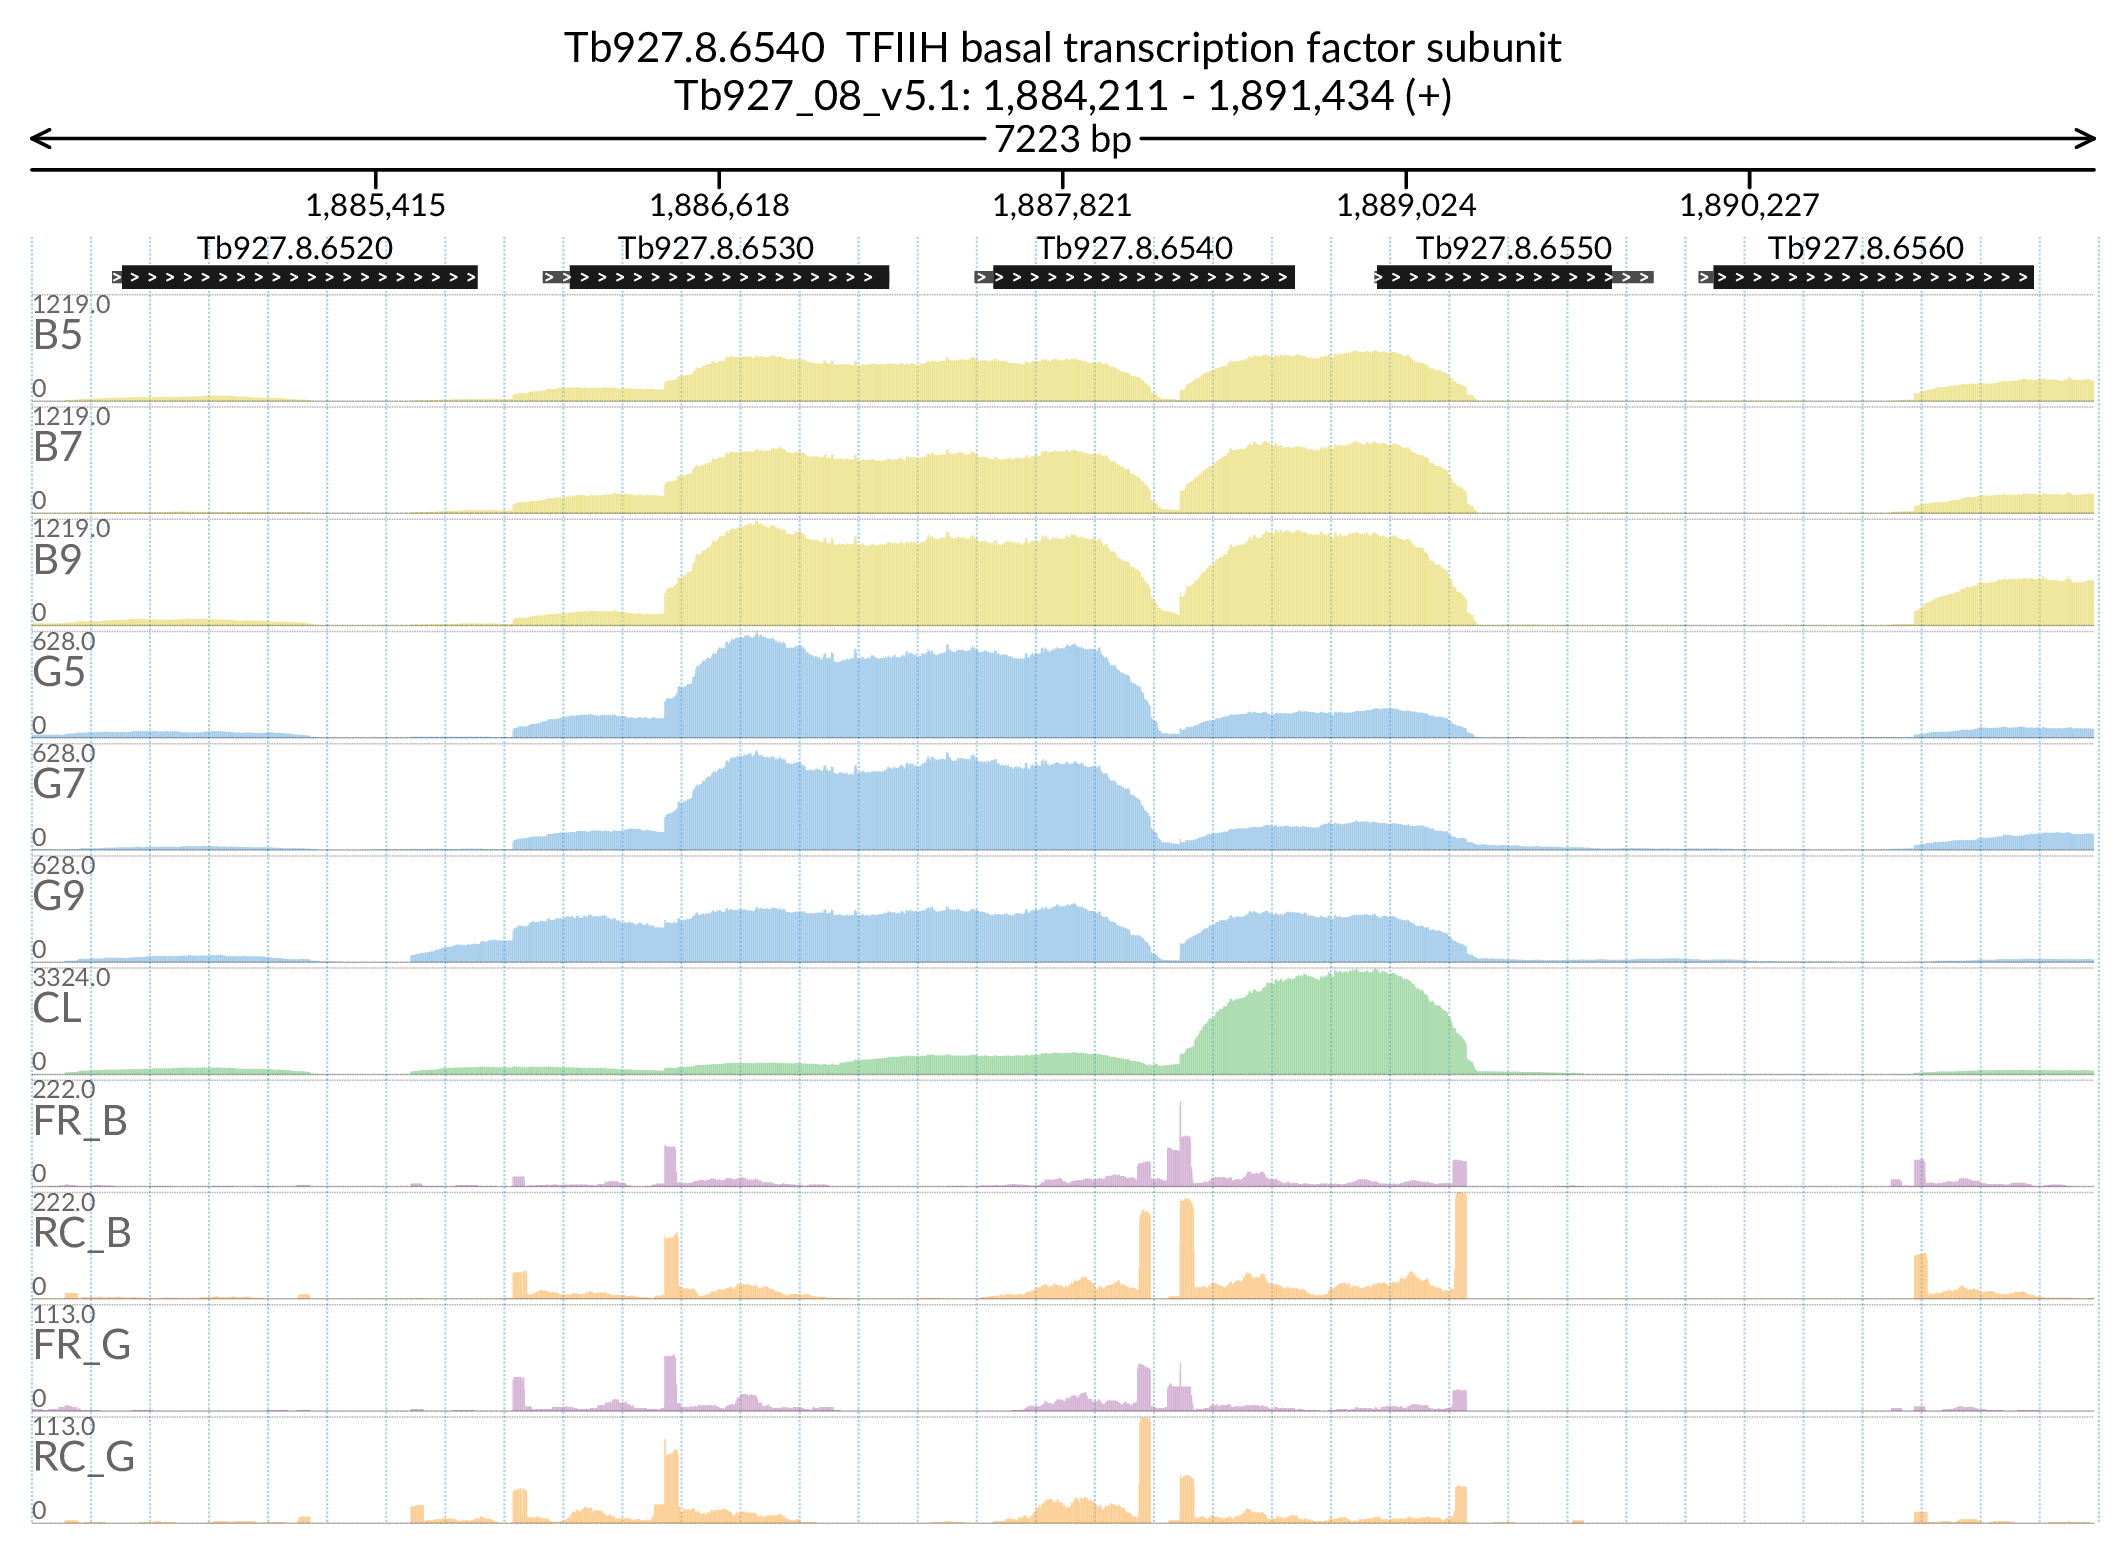 Tb927.8.6540  TFIIH basal transcription factor subunit
Tb927_08_v5.1: 1,884,211 - 1,891,434 (+)
7223 bp
1,885,415 1,886,618 1,887,821 1,889,024 1,890,227
Tb927.8.6520 Tb927.8.6530 Tb927.8.6540 Tb927.8.6550 Tb927.8.6560
1219.0
B5
0
1219.0
B7
0
1219.0
B9
0
628.0
G5
0
628.0
G7
0
628.0
G9
0
3324.0
CL
0
222.0
FR_B
0
222.0
RC_B
0
113.0
FR_G
0
113.0
RC_G
0